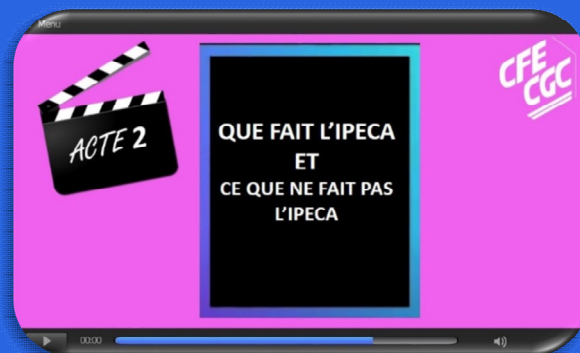 Menu
ACTE 2
CFE
CGC
QUE FAIT L'IPECA
ET
CE QUE NE FAIT PAS
L'IPECA
00:00